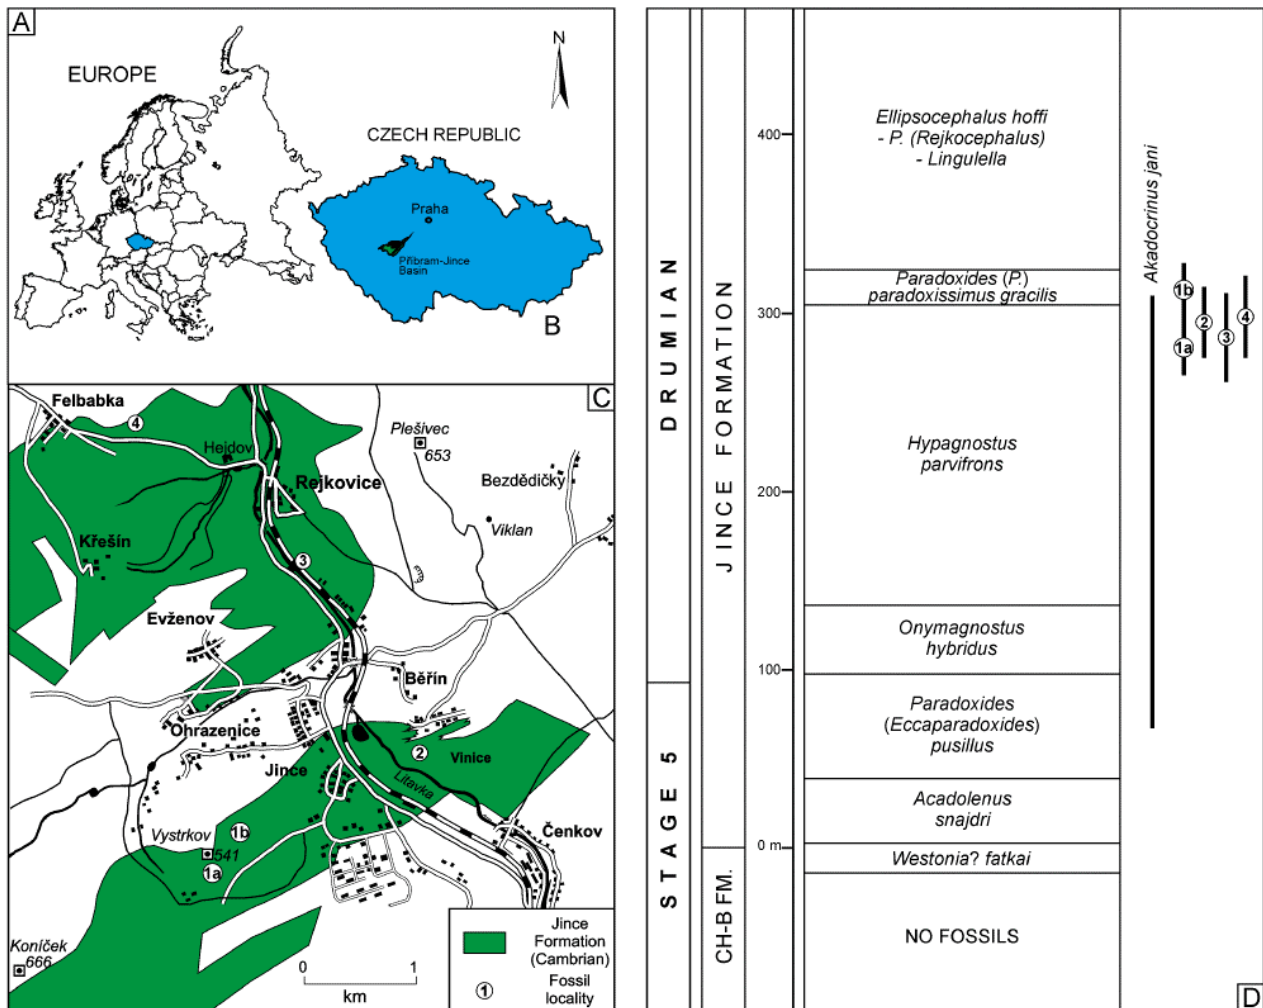 A
EUROPE
N
CZECH REPUBLIC
Praha
Příbram-Jince
Basin
B
C
Felbabka
4
Hejdov
Plešivec
653
Rejkovice
Bezdědičky
Viklan
Křešín
3
Evženov
Běřín
Ohrazenice
2
Vinice
Jince
Litavka
Vystrkov
1b
541
1a
Čenkov
Koníček
666
0
1
km
Jince
Formation
(Cambrian)
1
Fossil
locality
DRUMIAN
STAGE 5
JINCE FORMATION
CH-B FM.
400
300
200
100
0 m
Ellipsocephalus hoffi
- P. (Rejkocephalus)
- Lingulella
Paradoxides (P.)
paradoxissimus gracilis
Hypagnostus
parvifrons
Onymagnostus
hybridus
Paradoxides
(Eccaparadoxides)
pusillus
Acadolenus
snajdri
Westonia? fatkai
NO FOSSILS
Akadocrinus jani
1b
1a
2
3
4
D